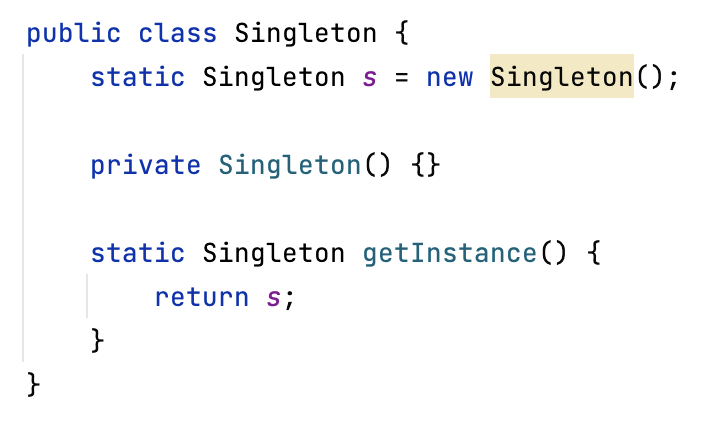 public class Singleton {
    static Singleton s = new Singleton();
    private Singleton() {}
    static Singleton getInstance() {
        return s;
    }
}